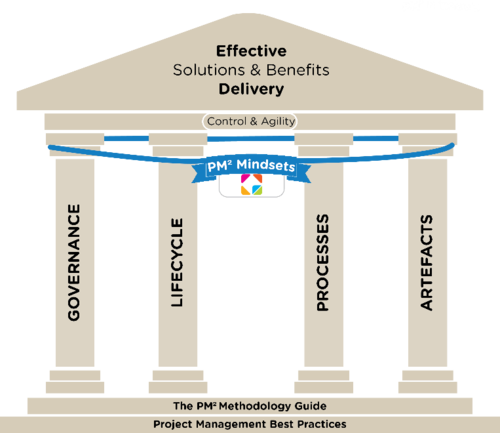 Effective
Solutions & Benefits
Delivery
Control & Agility
PM² Mindsets
GOVERNANCE
LIFECYCLE
PROCESSES
ARTEFACTS
The PM² Methodology Guide
Project Management Best Practices